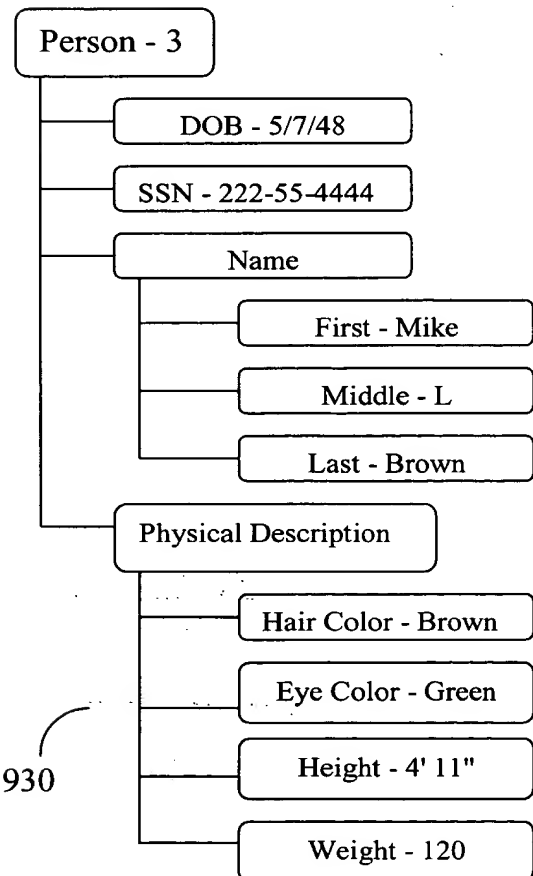 Person - 3
DOB - 5/7/48
SSN - 222-55-4444
Name
First - Mike
Middle - L
Last - Brown
Physical Description
Hair Color - Brown
Eye Color - Green
Height - 4' 11"
930
Weight - 120